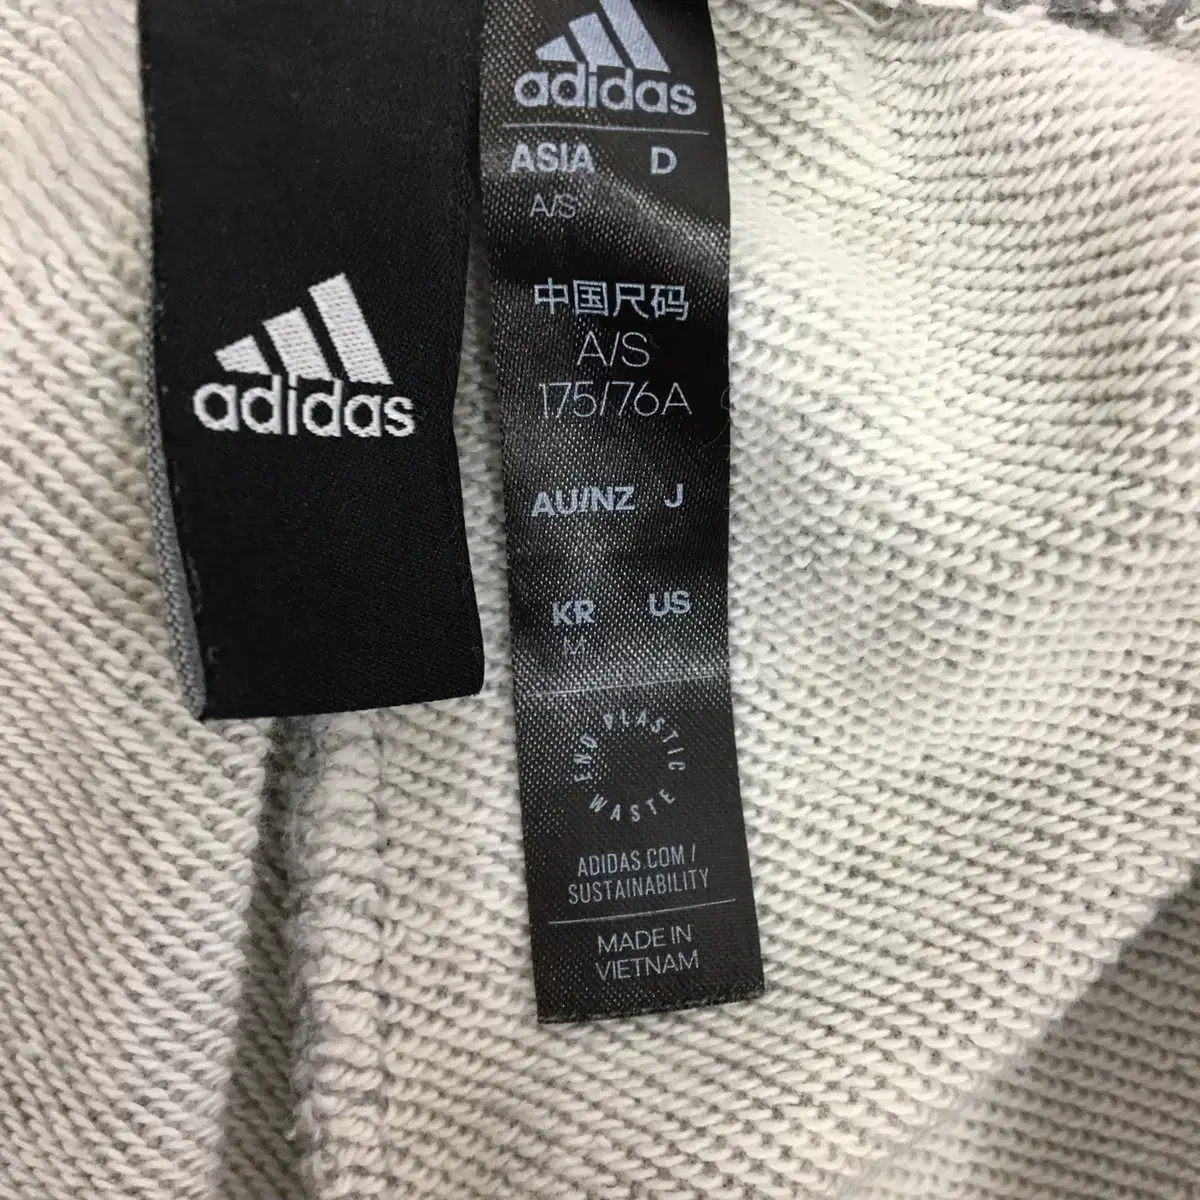 adidas
adidas
ASIA D
A/S
中国尺码
A/S
175/76A
AU/NZ J
KR US
M
END PLASTIC WASTE
ADIDAS.COM/
SUSTAINABILITY
MADE IN
VIETNAM